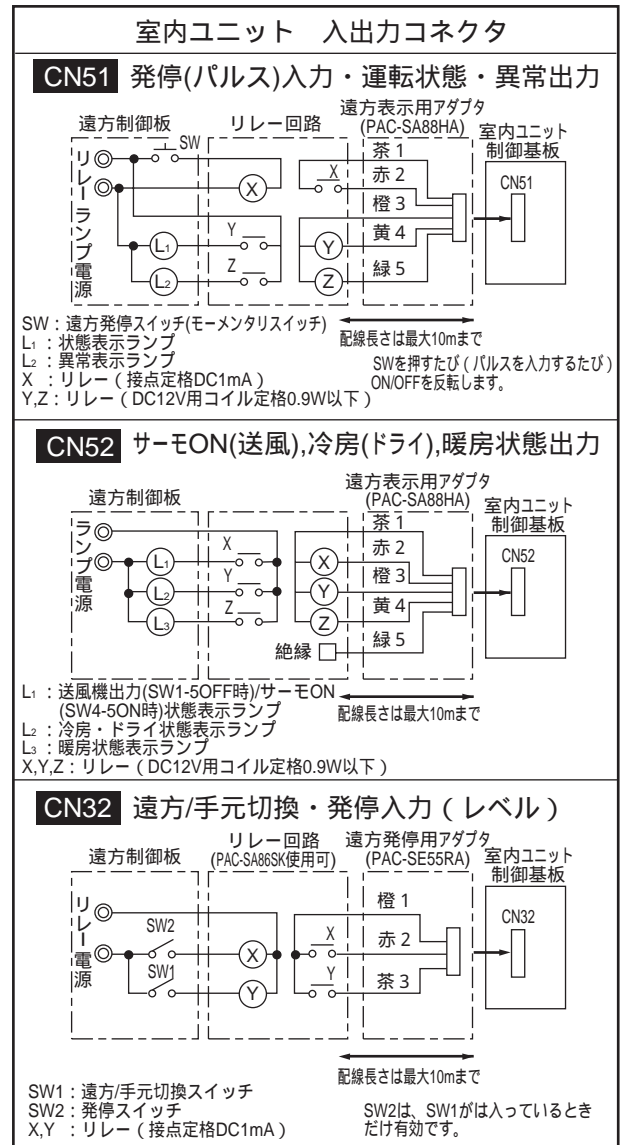 室内ユニット 入出力コネクタ
CN51 発停(パルス)入力・運転状態・異常出力
遠方制御板
リレー回路
遠方表示用アダプタ
(PAC-SA88HA)
室内ユニット
制御基板
リレーランプ電源
SW
X
L₁
L₂
Y
Z
X
Y
Z
茶 1
赤 2
橙 3
黄 4
緑 5
CN51
SW：遠方発停スイッチ(モーメンタリスイッチ)
L₁ ：状態表示ランプ
L₂ ：異常表示ランプ
X ：リレー（接点定格DC1mA）
Y,Z：リレー（DC12V用コイル定格0.9W以下）
配線長さは最大10mまで
SWを押すたび（パルスを入力するたび）
ON/OFFを反転します。
CN52 サーモON(送風),冷房(ドライ),暖房状態出力
遠方制御板
遠方表示用アダプタ
(PAC-SA88HA)
室内ユニット
制御基板
ランプ電源
L₁
L₂
L₃
X
Y
Z
X
Y
Z
絶縁
茶 1
赤 2
橙 3
黄 4
緑 5
CN52
L₁ ：送風機出力(SW1-5OFF時)/サーモON
(SW4-5ON時)状態表示ランプ
L₂ ：冷房・ドライ状態表示ランプ
L₃ ：暖房状態表示ランプ
X,Y,Z：リレー（DC12V用コイル定格0.9W以下）
配線長さは最大10mまで
CN32 遠方/手元切換・発停入力（レベル）
遠方制御板
リレー回路
(PAC-SA86SK使用可)
遠方発停用アダプタ
(PAC-SE55RA)
室内ユニット
制御基板
リレー電源
SW2
SW1
X
Y
X
Y
橙 1
赤 2
茶 3
CN32
配線長さは最大10mまで
SW1：遠方/手元切換スイッチ
SW2：発停スイッチ
X,Y ：リレー（接点定格DC1mA）
SW2は、SW1がは入っているとき
だけ有効です。